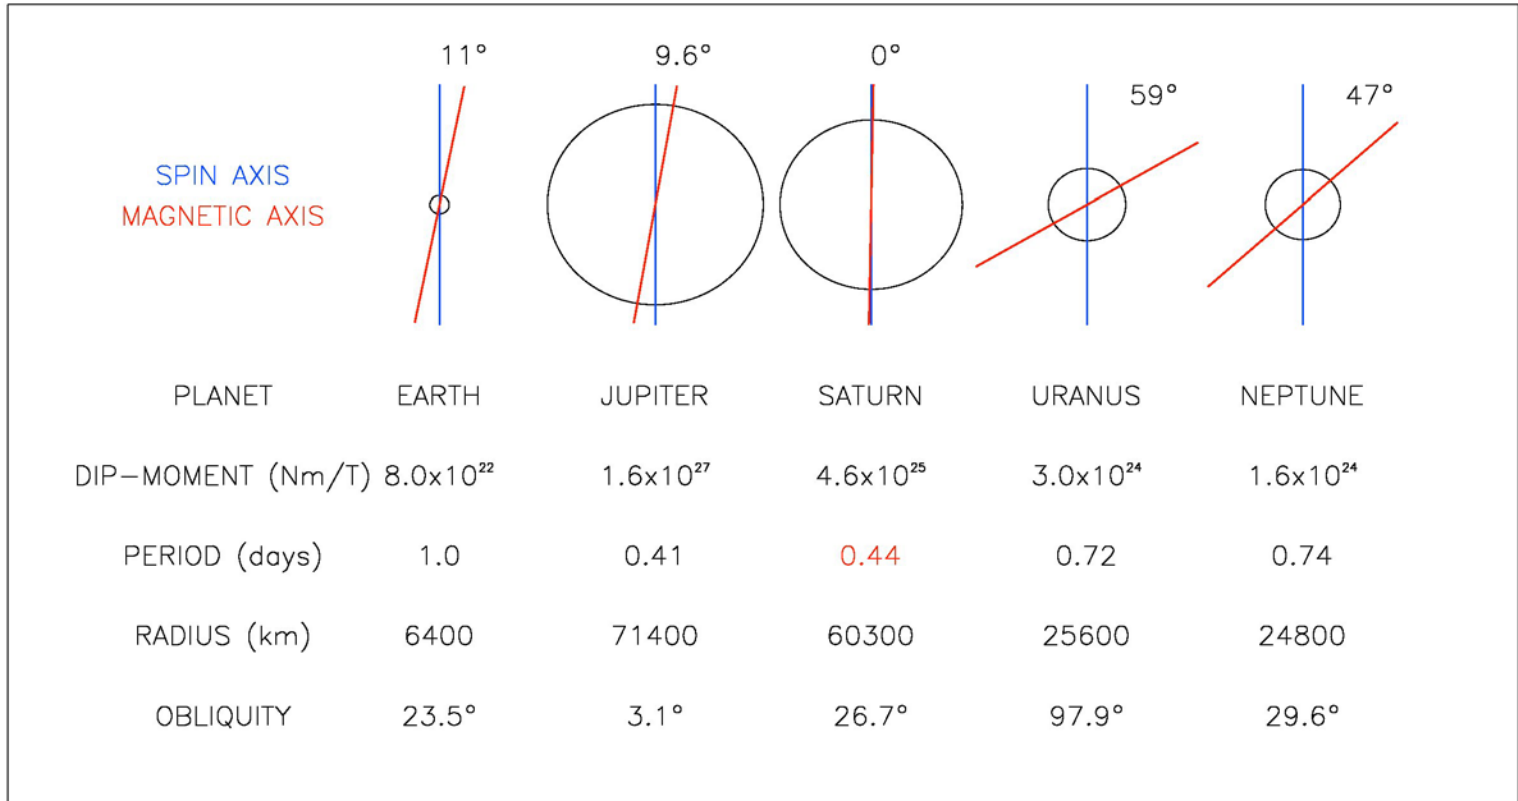 11° 9.6° 0°
59° 47°
SPIN AXIS
MAGNETIC AXIS
PLANET EARTH JUPITER SATURN URANUS NEPTUNE
DIP-MOMENT (Nm/T) 8.0x10²² 1.6x10²⁷ 4.6x10²⁵ 3.0x10²⁴ 1.6x10²⁴
PERIOD (days) 1.0 0.41 0.44 0.72 0.74
RADIUS (km) 6400 71400 60300 25600 24800
OBLIQUITY 23.5° 3.1° 26.7° 97.9° 29.6°